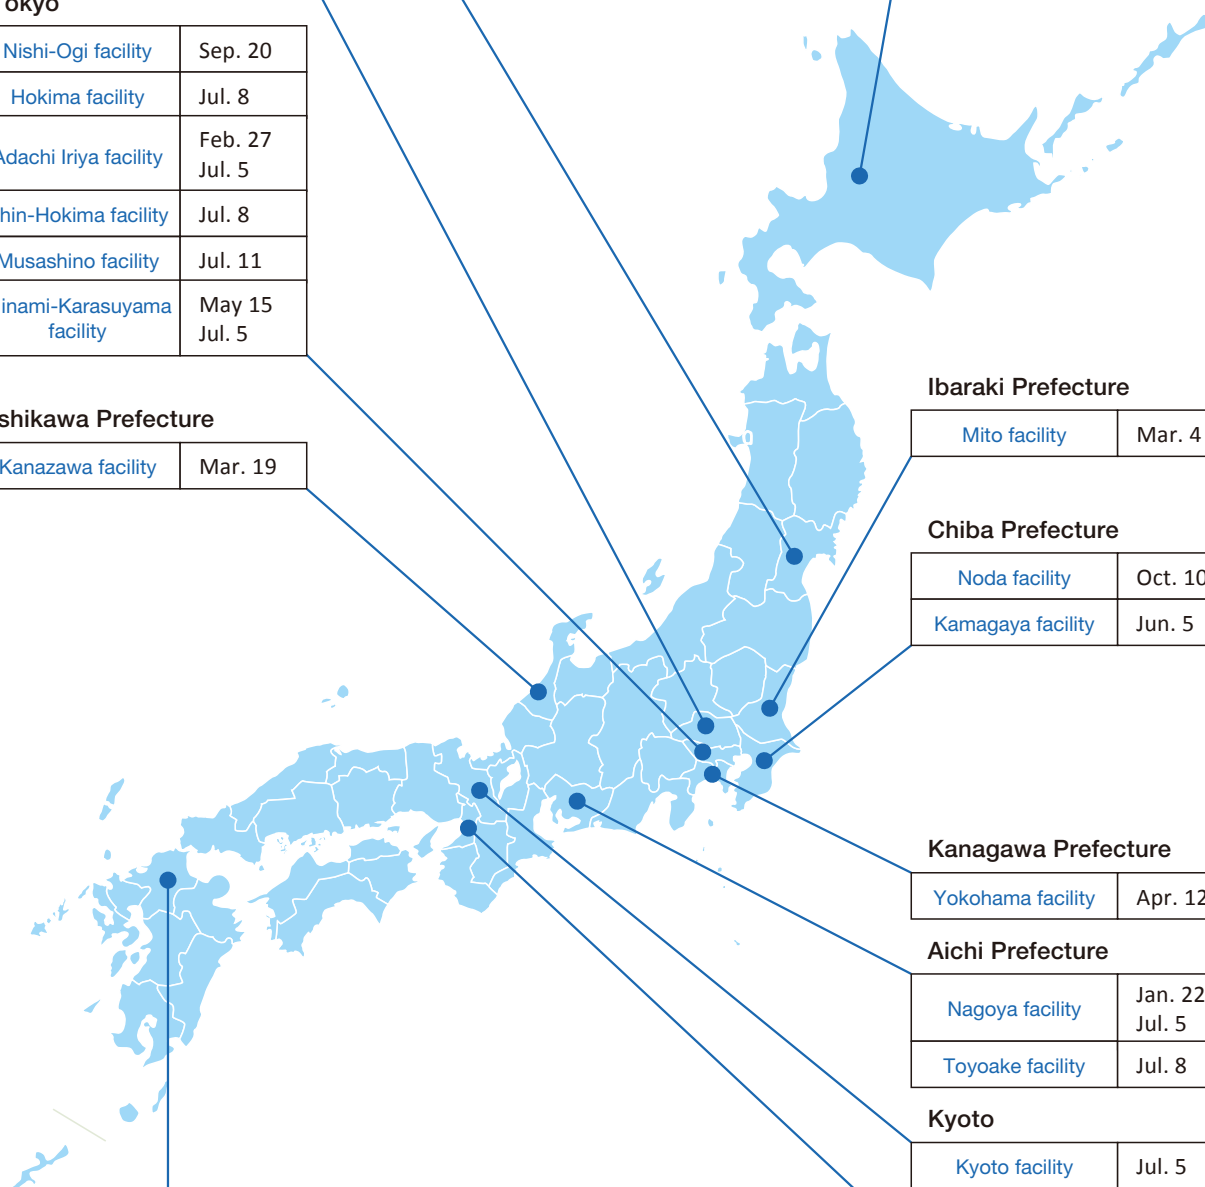 okyo
Nishi-Ogi facility Sep. 20
Hokima facility Jul. 8
Adachi Iriya facility Feb. 27
Jul. 5
hin-Hokima facility Jul. 8
Musashino facility Jul. 11
inami-Karasuyama
facility
May 15
Jul. 5
shikawa Prefecture
Kanazawa facility Mar. 19
Ibaraki Prefecture
Mito facility Mar. 4
Chiba Prefecture
Noda facility Oct. 10
Kamagaya facility Jun. 5
Kanagawa Prefecture
Yokohama facility Apr. 12
Aichi Prefecture
Nagoya facility Jan. 22
Jul. 5
Toyoake facility Jul. 8
Kyoto
Kyoto facility Jul. 5